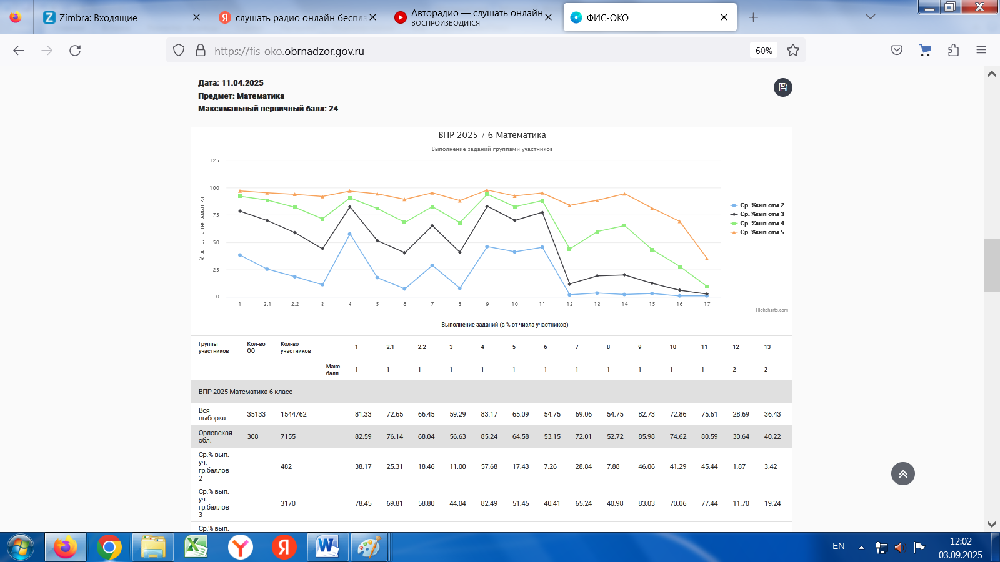 Zimbra: Входящие
слушать радио онлайн беспла
Авторадио — слушать онлайн
ВОСПРОИЗВОДИТСЯ
ФИС-ОКО
https://fis-oko.obrnadzor.gov.ru
60%
Дата: 11.04.2025
Предмет: Математика
Максимальный первичный балл: 24
ВПР 2025 / 6 Математика
Выполнение заданий группами участников
% выполнения задания
125
100
75
50
25
0
1 2.1 2.2 3 4 5 6 7 8 9 10 11 12 13 14 15 16 17
Ср. %вып отм 2
Ср. %вып отм 3
Ср. %вып отм 4
Ср. %вып отм 5
Highcharts.com
Выполнение заданий (в % от числа участников)
Группы участников Кол-во ОО Кол-во участников 1 2.1 2.2 3 4 5 6 7 8 9 10 11 12 13
Макс балл 1 1 1 1 1 1 1 1 1 1 1 1 2 2
ВПР 2025 Математика 6 класс
Вся выборка 35133 1544762 81.33 72.65 66.45 59.29 83.17 65.09 54.75 69.06 54.75 82.73 72.86 75.61 28.69 36.43
Орловская обл. 308 7155 82.59 76.14 68.04 56.63 85.24 64.58 53.15 72.01 52.72 85.98 74.62 80.59 30.64 40.22
Ср.% вып. уч. гр.баллов 2 482 38.17 25.31 18.46 11.00 57.68 17.43 7.26 28.84 7.88 46.06 41.29 45.44 1.87 3.42
Ср.% вып. уч. гр.баллов 3 3170 78.45 69.81 58.80 44.04 82.49 51.45 40.41 65.24 40.98 83.03 70.06 77.44 11.70 19.24
Ср.% вып.
EN
12:02
03.09.2025